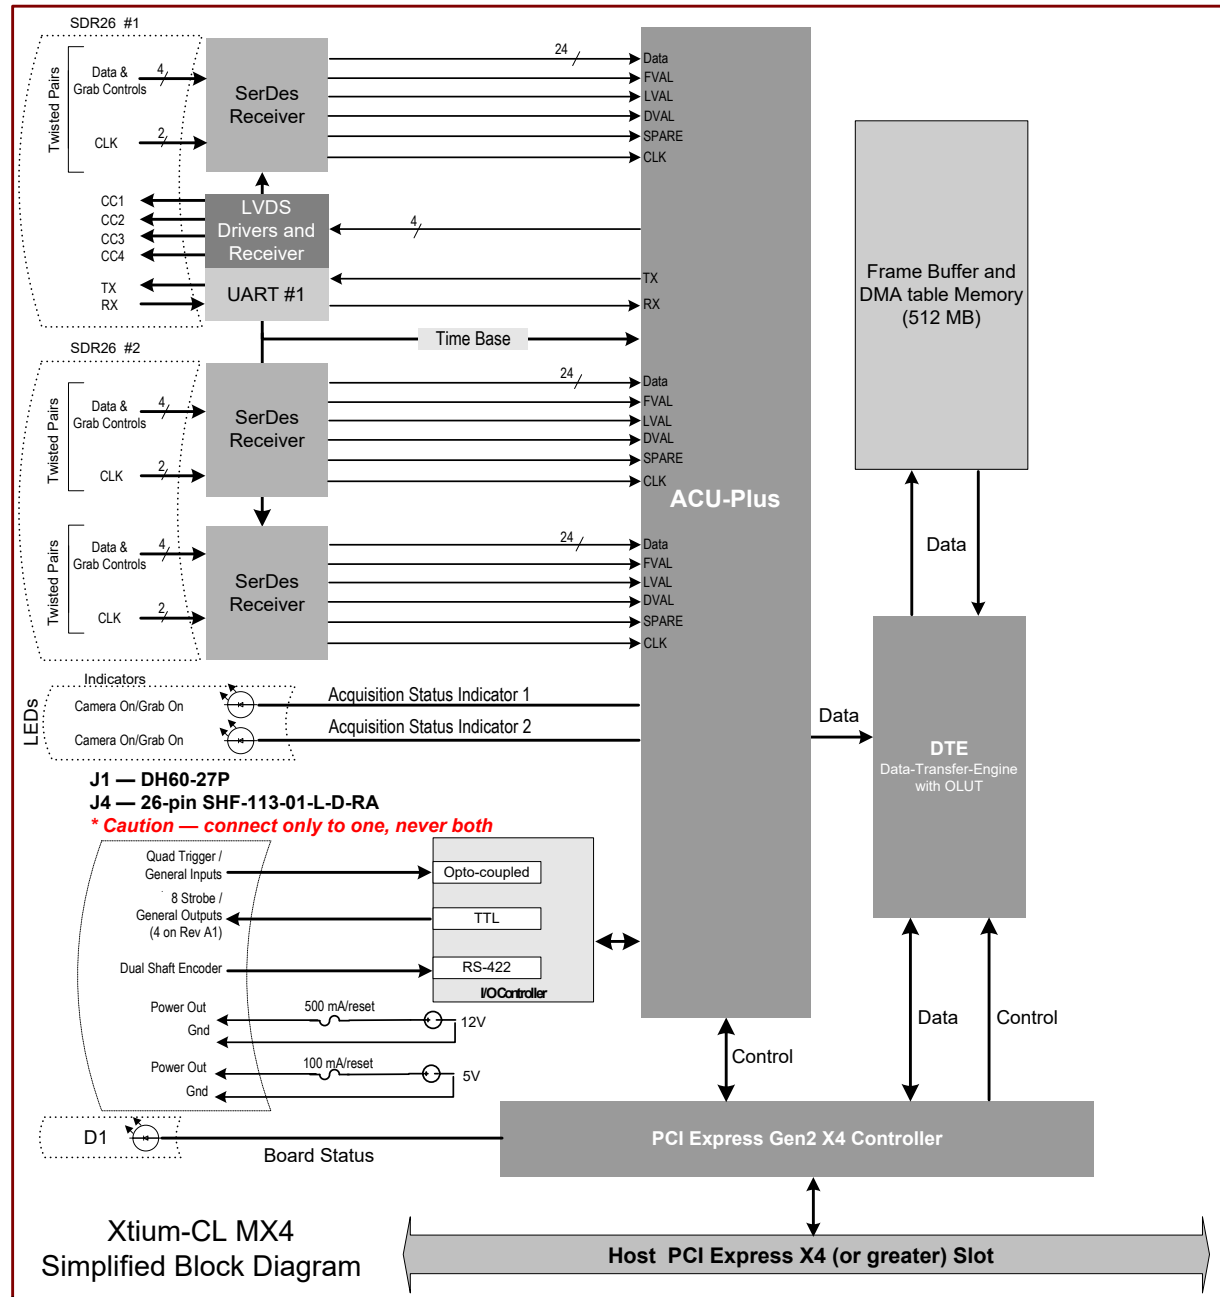 SDR26 #1
Twisted Pairs
Data &
Grab Controls
4
CLK
2
SerDes
Receiver
24
Data
FVAL
LVAL
DVAL
SPARE
CLK
CC1
CC2
CC3
CC4
LVDS
Drivers and
Receiver
4
TX
RX
UART #1
TX
RX
Time Base
SDR26 #2
Twisted Pairs
Data &
Grab Controls
4
CLK
2
SerDes
Receiver
24
Data
FVAL
LVAL
DVAL
SPARE
CLK
Twisted Pairs
Data &
Grab Controls
4
CLK
2
SerDes
Receiver
24
Data
FVAL
LVAL
DVAL
SPARE
CLK
ACU-Plus
Frame Buffer and
DMA table Memory
(512 MB)
Data
LEDs
Indicators
Camera On/Grab On
Acquisition Status Indicator 1
Camera On/Grab On
Acquisition Status Indicator 2
Data
DTE
Data-Transfer-Engine
with OLUT
J1 — DH60-27P
J4 — 26-pin SHF-113-01-L-D-RA
* Caution — connect only to one, never both
Quad Trigger /
General Inputs
Opto-coupled
8 Strobe /
General Outputs
(4 on Rev A1)
TTL
Dual Shaft Encoder
RS-422
I/O Controller
Power Out
500 mA/reset
12V
Gnd
Power Out
100 mA/reset
5V
Gnd
Control
Data
Control
D1
Board Status
PCI Express Gen2 X4 Controller
Xtium-CL MX4
Simplified Block Diagram
Host PCI Express X4 (or greater) Slot